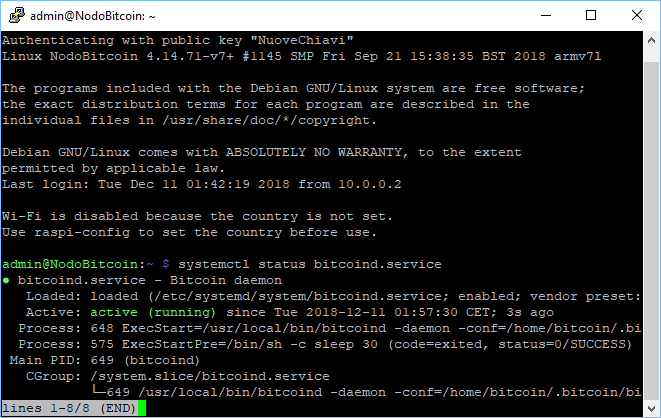 admin@NodoBitcoin: ~
Authenticating with public key "NuoveChiavi"
Linux NodoBitcoin 4.14.71-v7+ #1145 SMP Fri Sep 21 15:38:35 BST 2018 armv7l
The programs included with the Debian GNU/Linux system are free software;
the exact distribution terms for each program are described in the
individual files in /usr/share/doc/*/copyright.
Debian GNU/Linux comes with ABSOLUTELY NO WARRANTY, to the extent
permitted by applicable law.
Last login: Tue Dec 11 01:42:19 2018 from 10.0.0.2
Wi-Fi is disabled because the country is not set.
Use raspi-config to set the country before use.
admin@NodoBitcoin:~ $ systemctl status bitcoind.service
● bitcoind.service - Bitcoin daemon
Loaded: loaded (/etc/systemd/system/bitcoind.service; enabled; vendor preset:
Active: active (running) since Tue 2018-12-11 01:57:30 CET; 3s ago
Process: 648 ExecStart=/usr/local/bin/bitcoind -daemon -conf=/home/bitcoin/.bi
Process: 575 ExecStartPre=/bin/sh -c sleep 30 (code=exited, status=0/SUCCESS)
Main PID: 649 (bitcoind)
CGroup: /system.slice/bitcoind.service
└─649 /usr/local/bin/bitcoind -daemon -conf=/home/bitcoin/.bitcoin/bi
lines 1-8/8 (END)